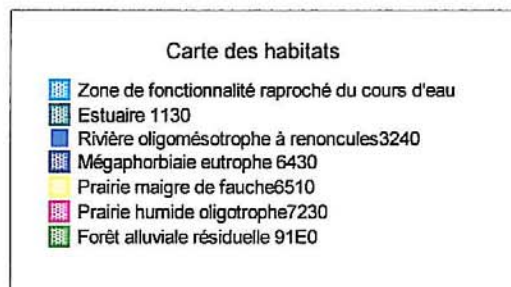 Carte des habitats
Zone de fonctionnalité raproché du cours d'eau
Estuaire 1130
Rivière oligomésotrophe à renoncules3240
Mégaphorbiaie eutrophe 6430
Prairie maigre de fauche6510
Prairie humide oligotrophe7230
Forêt alluviale résiduelle 91E0